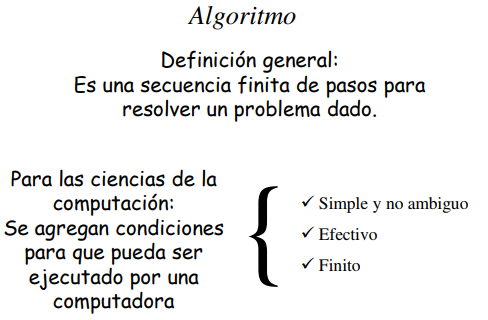 Algoritmo
Definición general:
Es una secuencia finita de pasos para
resolver un problema dado.
Para las ciencias de la
computación:
Se agregan condiciones
para que pueda ser
ejecutado por una
computadora
✓ Simple y no ambiguo
✓ Efectivo
✓ Finito